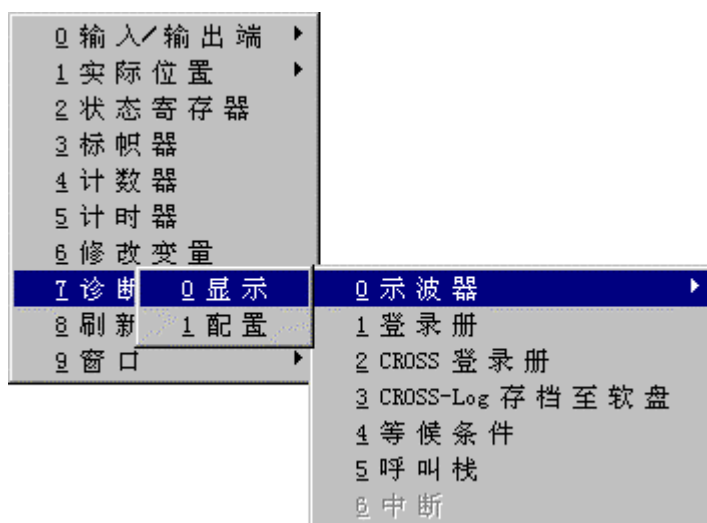 0 输入/输出端
1 实际位置
2 状态寄存器
3 标帜器
4 计数器
5 计时器
6 修改变量
7 诊断
0 显示
0 示波器
8 刷新
1 配置
1 登录册
9 窗口
2 CROSS 登录册
3 CROSS-Log 存档至软盘
4 等候条件
5 呼叫栈
6 中断